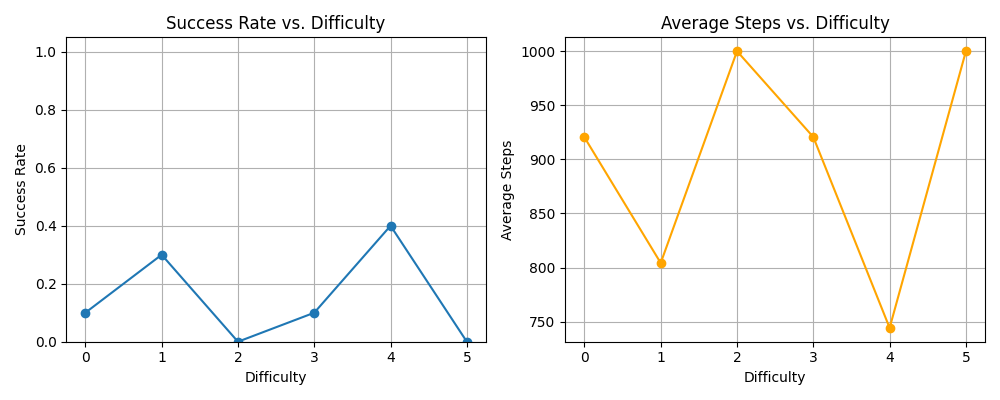 Success Rate vs. Difficulty
1.0
0.8
0.6
0.4
0.2
0.0
Success Rate
0 1 2 3 4 5
Difficulty
Average Steps vs. Difficulty
1000
950
900
850
800
750
Average Steps
0 1 2 3 4 5
Difficulty